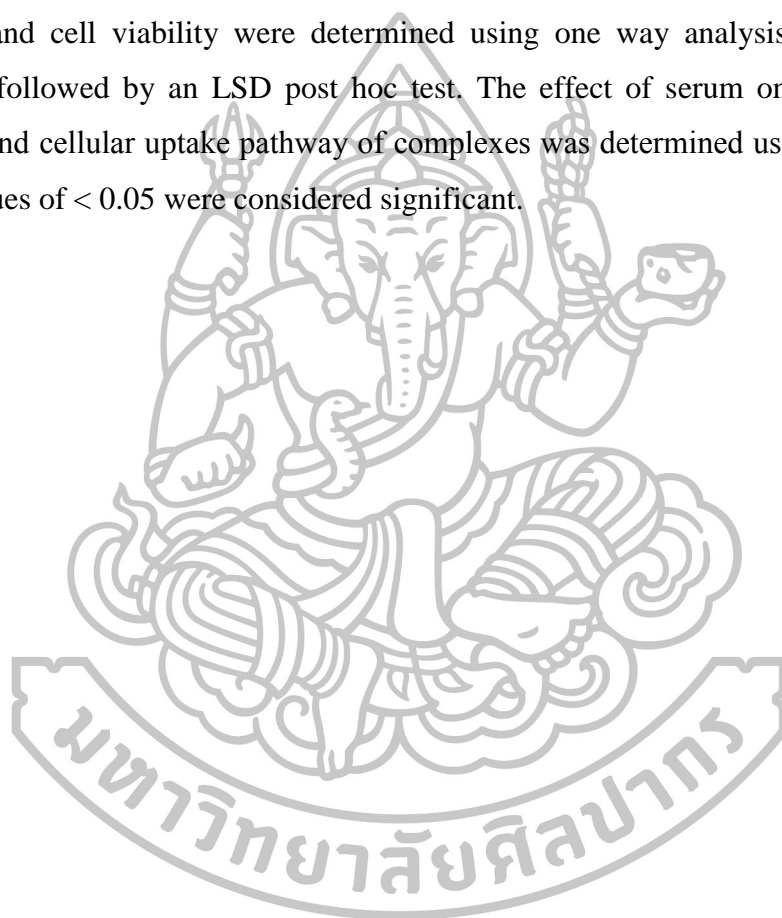 and cell viability were determined using one way analysis
followed by an LSD post hoc test. The effect of serum on
nd cellular uptake pathway of complexes was determined us
ues of < 0.05 were considered significant.
มหาวิทยาลัยศิลปากร